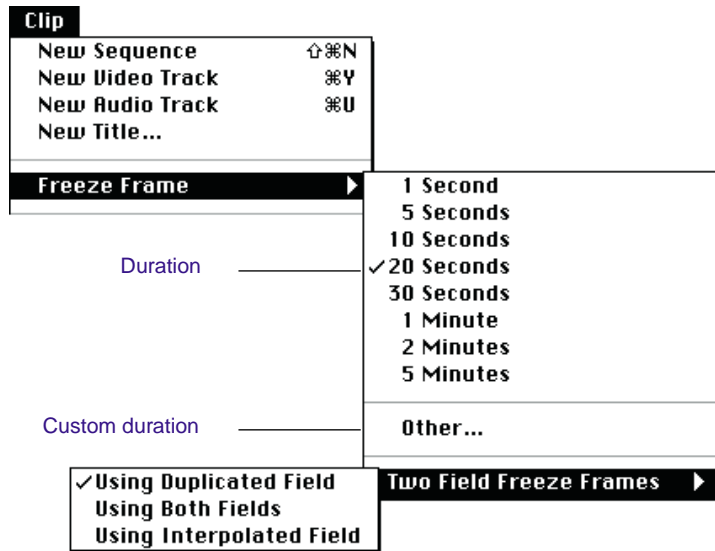 Clip
New Sequence ⇧⌘N
New Video Track ⌘Y
New Audio Track ⌘U
New Title...
Freeze Frame
1 Second
5 Seconds
10 Seconds
Duration
✓20 Seconds
30 Seconds
1 Minute
2 Minutes
5 Minutes
Custom duration
Other...
Two Field Freeze Frames
✓Using Duplicated Field
Using Both Fields
Using Interpolated Field